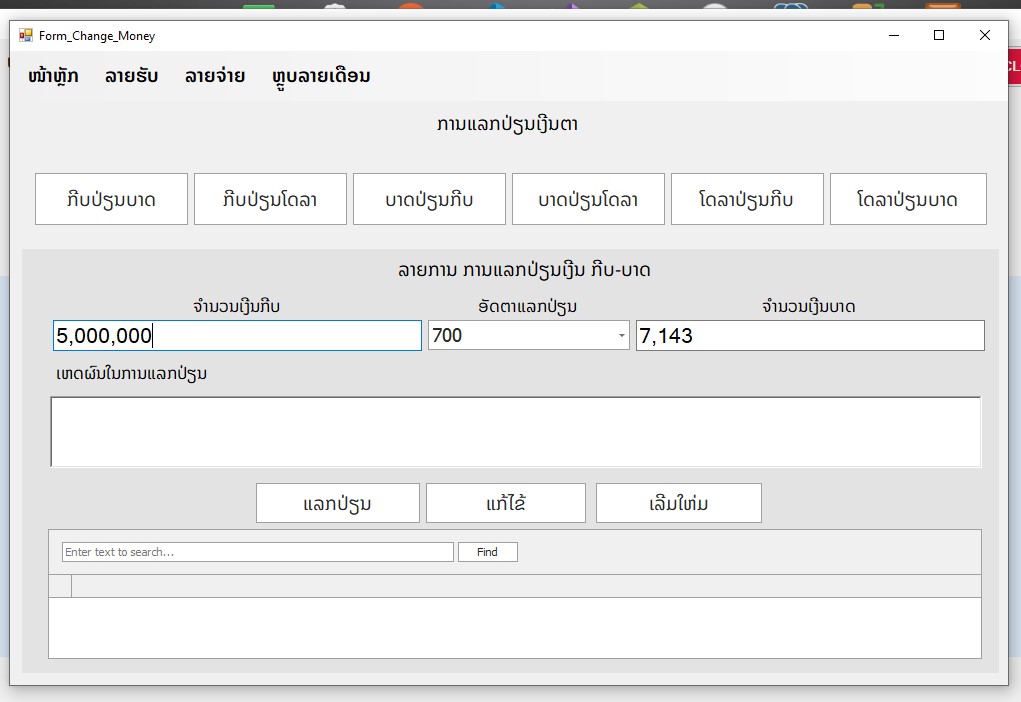 Form_Change_Money
ໜ້າຫຼັກ ລາຍຮັບ ລາຍຈ່າຍ ຫຼູບລາຍເດືອນ
ການແລກປ່ຽນເງິນຕາ
ກີບປ່ຽນບາດ ກີບປ່ຽນໂດລາ ບາດປ່ຽນກີບ ບາດປ່ຽນໂດລາ ໂດລາປ່ຽນກີບ ໂດລາປ່ຽນບາດ
ລາຍການ ການແລກປ່ຽນເງິນ ກີບ-ບາດ
ຈຳນວນເງິນກີບ ອັດຕາແລກປ່ຽນ ຈຳນວນເງິນບາດ
5,000,000 700 7,143
ເຫດຜົນໃນການແລກປ່ຽນ
ແລກປ່ຽນ ແກ້ໄຂ້ ເລີມໃຫ່ມ
Enter text to search... Find